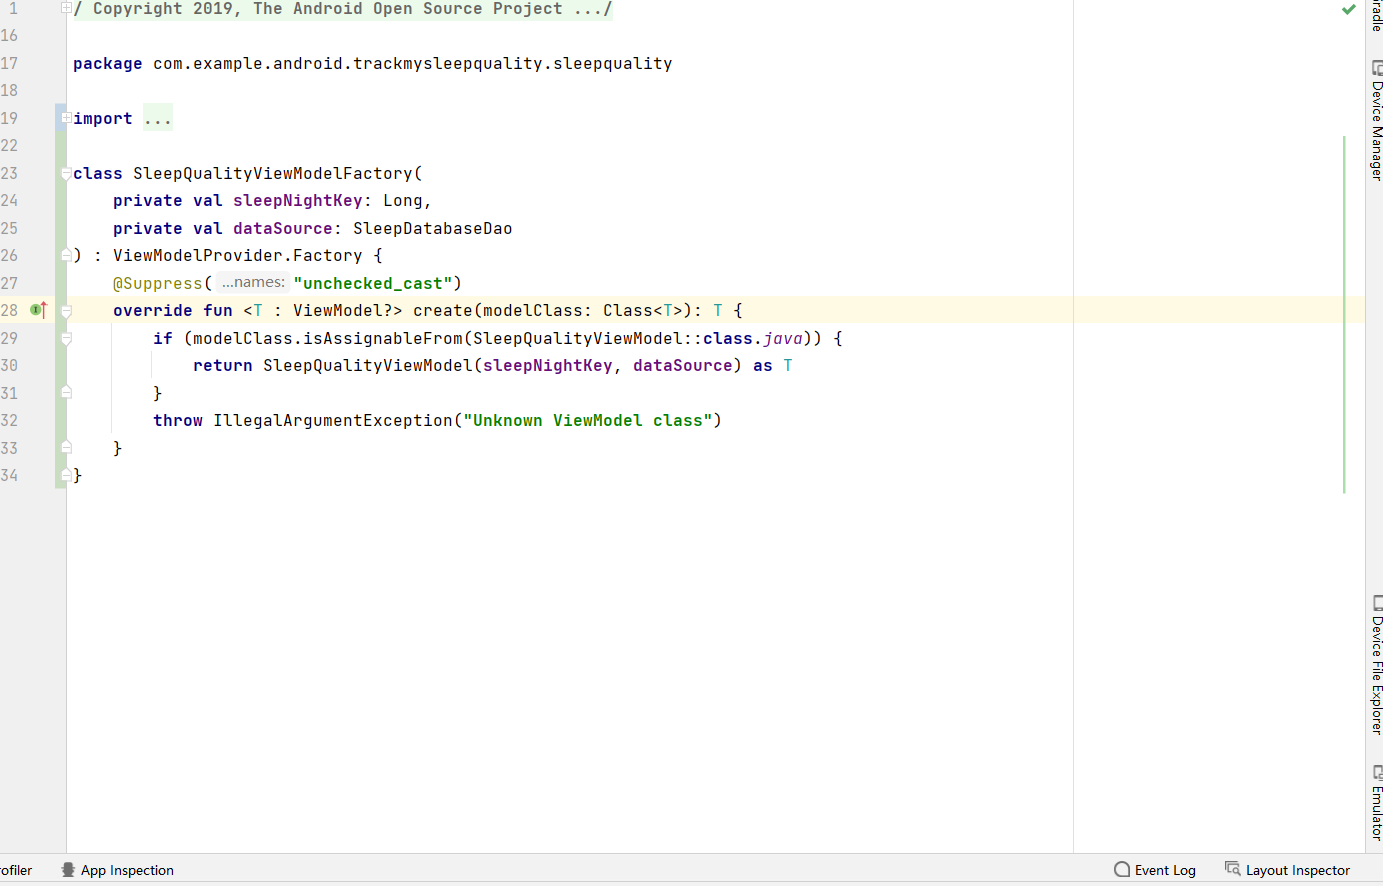 1 / Copyright 2019, The Android Open Source Project .../
16
17 package com.example.android.trackmysleepquality.sleepquality
18
19 import ...
22
23 class SleepQualityViewModelFactory(
24 private val sleepNightKey: Long,
25 private val dataSource: SleepDatabaseDao
26 ) : ViewModelProvider.Factory {
27 @Suppress( ...names: "unchecked_cast")
28 override fun <T : ViewModel?> create(modelClass: Class<T>): T {
29 if (modelClass.isAssignableFrom(SleepQualityViewModel::class.java)) {
30 return SleepQualityViewModel(sleepNightKey, dataSource) as T
31 }
32 throw IllegalArgumentException("Unknown ViewModel class")
33 }
34 }
Device Manager
Device File Explorer
Emulator
App Inspection
Event Log
Layout Inspector